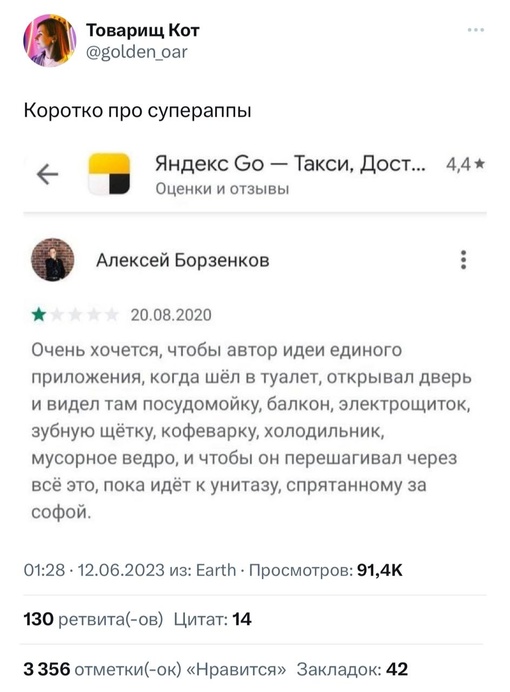 Товарищ Кот
@golden_oar
Коротко про супераппы
Яндекс Go — Такси, Дост... 4,4★
Оценки и отзывы
Алексей Борзенков
20.08.2020
Очень хочется, чтобы автор идеи единого
приложения, когда шёл в туалет, открывал дверь
и видел там посудомойку, балкон, электрощиток,
зубную щётку, кофеварку, холодильник,
мусорное ведро, и чтобы он перешагивал через
всё это, пока идёт к унитазу, спрятанному за
софой.
01:28 · 12.06.2023 из: Earth · Просмотров: 91,4K
130 ретвита(-ов) Цитат: 14
3 356 отметки(-ок) «Нравится» Закладок: 42